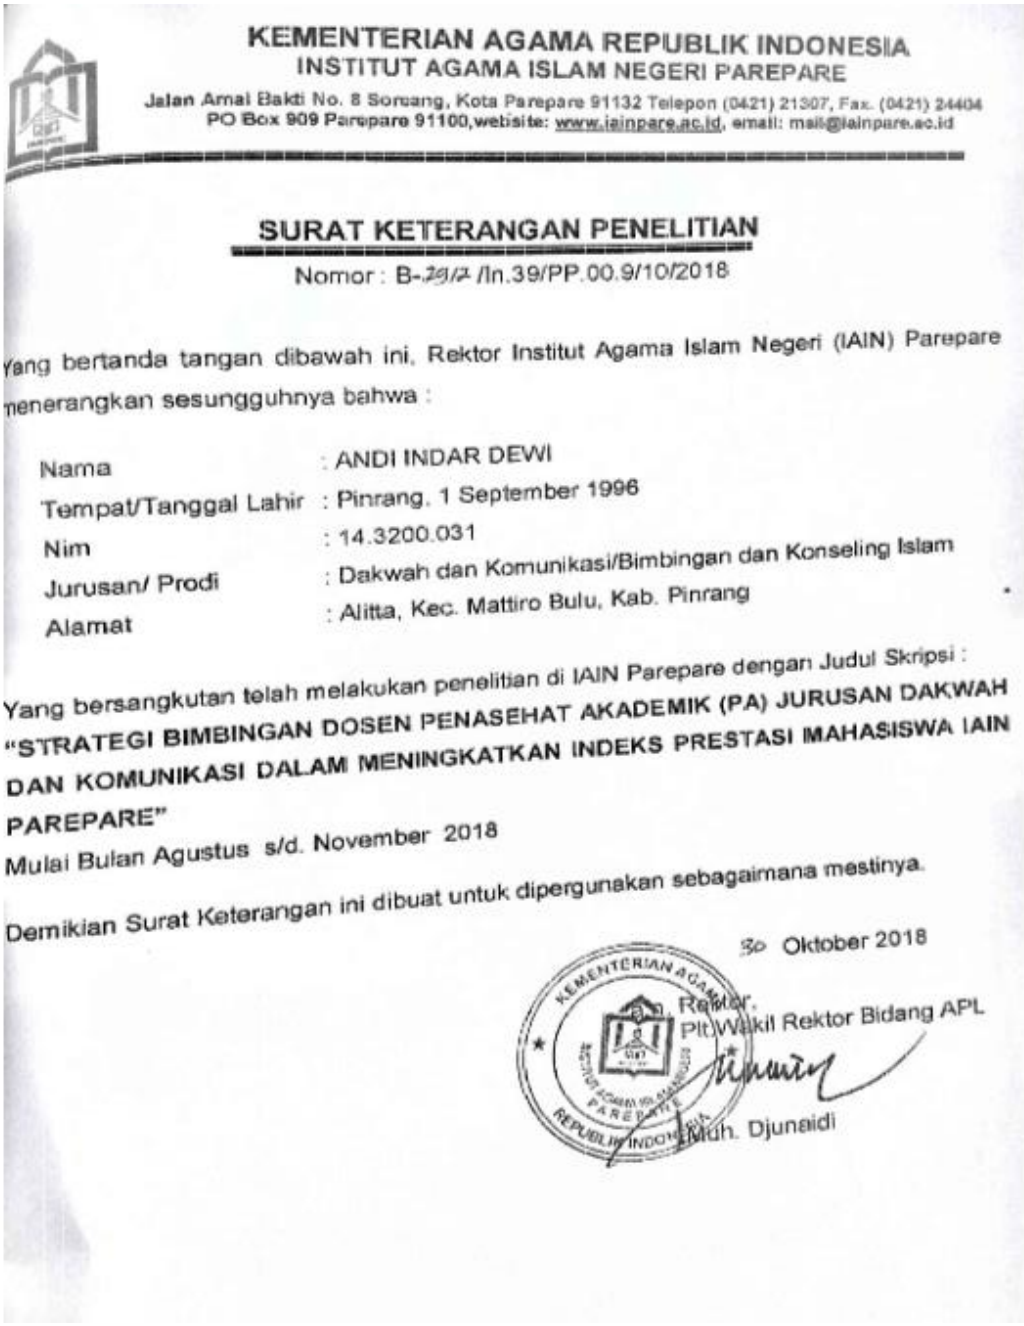 KEMENTERIAN AGAMA REPUBLIK INDONESIA
INSTITUT AGAMA ISLAM NEGERI PAREPARE
Jalan Amal Bakti No. 8 Soreang, Kota Parepare 91132 Telepon (0421) 21307, Fax. (0421) 24404
PO Box 909 Parepare 91100,website: www.iainpare.ac.id, email: mail@iainpare.ac.id
SURAT KETERANGAN PENELITIAN
Nomor : B- /In.39/PP.00.9/10/2018
Yang bertanda tangan dibawah ini, Rektor Institut Agama Islam Negeri (IAIN) Parepare
menerangkan sesungguhnya bahwa :
Nama : ANDI INDAR DEWI
Tempat/Tanggal Lahir : Pinrang, 1 September 1996
Nim : 14.3200.031
Jurusan/ Prodi : Dakwah dan Komunikasi/Bimbingan dan Konseling Islam
Alamat : Alitta, Kec. Mattiro Bulu, Kab. Pinrang
Yang bersangkutan telah melakukan penelitian di IAIN Parepare dengan Judul Skripsi :
“STRATEGI BIMBINGAN DOSEN PENASEHAT AKADEMIK (PA) JURUSAN DAKWAH
DAN KOMUNIKASI DALAM MENINGKATKAN INDEKS PRESTASI MAHASISWA IAIN
PAREPARE”
Mulai Bulan Agustus s/d. November 2018
Demikian Surat Keterangan ini dibuat untuk dipergunakan sebagaimana mestinya.
30 Oktober 2018
Rektor,
Plt.Wakil Rektor Bidang APL
KEMENTERIAN AGAMA
INSTITUT AGAMA ISLAM NEGERI
PAREPARE
REPUBLIK INDONESIA
Muh. Djunaidi